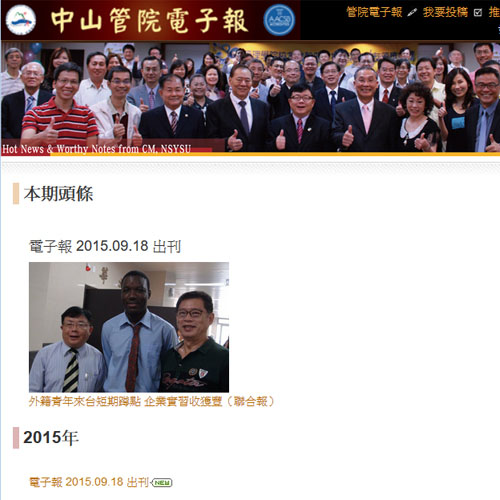 中山管院電子報
AACSB
管院電子報 我要投稿 推
Hot News & Worthy Notes from CM, NSYSU
本期頭條
電子報 2015.09.18 出刊
外籍青年來台短期蹲點 企業實習收獲豐（聯合報）
2015年
電子報 2015.09.18 出刊 NEW